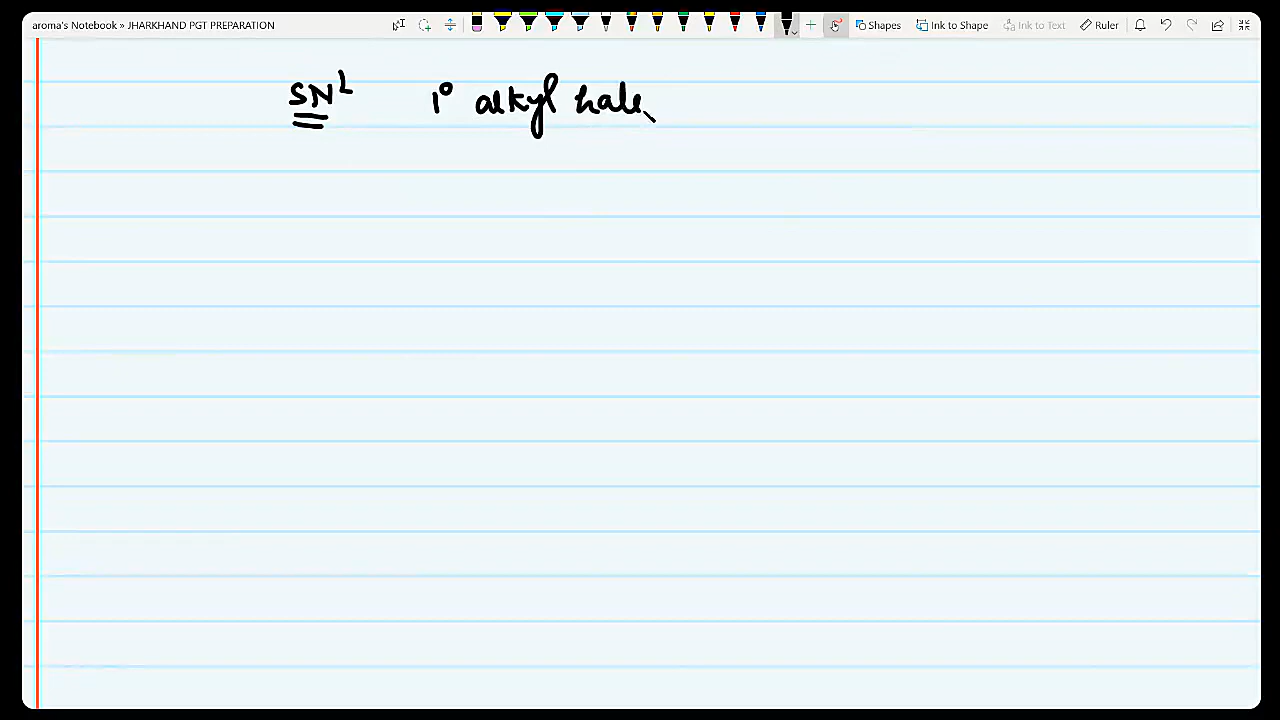 aroma's Notebook » JHARKHAND PGT PREPARATION
Shapes Ink to Shape Ink to Text Ruler
SN² 1° alkyl hale